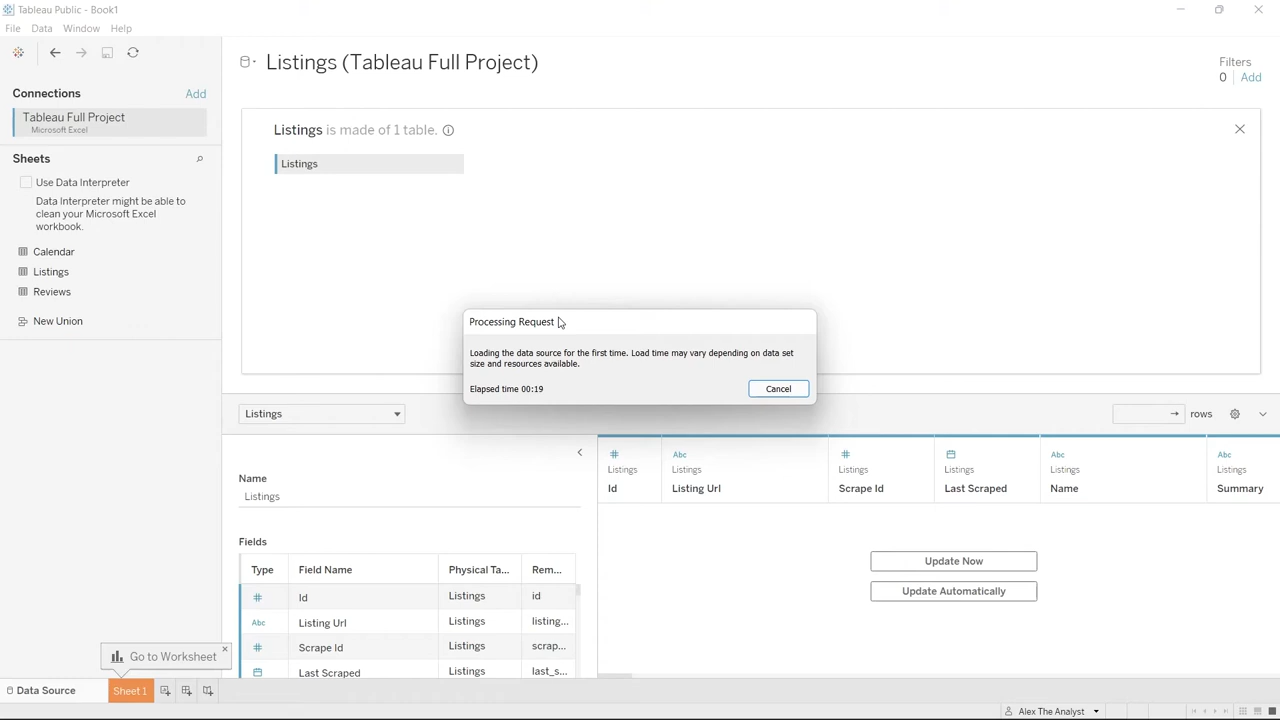 Tableau Public - Book1
File Data Window Help
Connections
Add
Tableau Full Project
Microsoft Excel
Sheets
Use Data Interpreter
Data Interpreter might be able to
clean your Microsoft Excel
workbook.
Calendar
Listings
Reviews
New Union
Listings (Tableau Full Project)
Filters
0 Add
Listings is made of 1 table.
Listings
Processing Request
Loading the data source for the first time. Load time may vary depending on data set
size and resources available.
Elapsed time 00:19
Cancel
Listings
rows
Name
Listings
Fields
Type Field Name Physical Ta... Rem...
# Id Listings id
Abc Listing Url Listings listing...
# Scrape Id Listings scrap...
Last Scraped Listings last_s...
# Abc # Abc Abc
Listings Listings Listings Listings Listings Listings
Id Listing Url Scrape Id Last Scraped Name Summary
Update Now
Update Automatically
Go to Worksheet
Data Source Sheet 1
Alex The Analyst